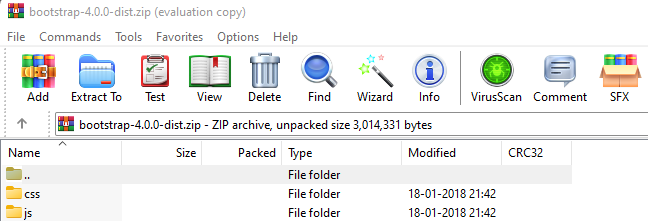 bootstrap-4.0.0-dist.zip (evaluation copy)
File Commands Tools Favorites Options Help
Add Extract To Test View Delete Find Wizard Info VirusScan Comment SFX
bootstrap-4.0.0-dist.zip - ZIP archive, unpacked size 3,014,331 bytes
Name Size Packed Type Modified CRC32
.. File folder
css File folder 18-01-2018 21:42
js File folder 18-01-2018 21:42